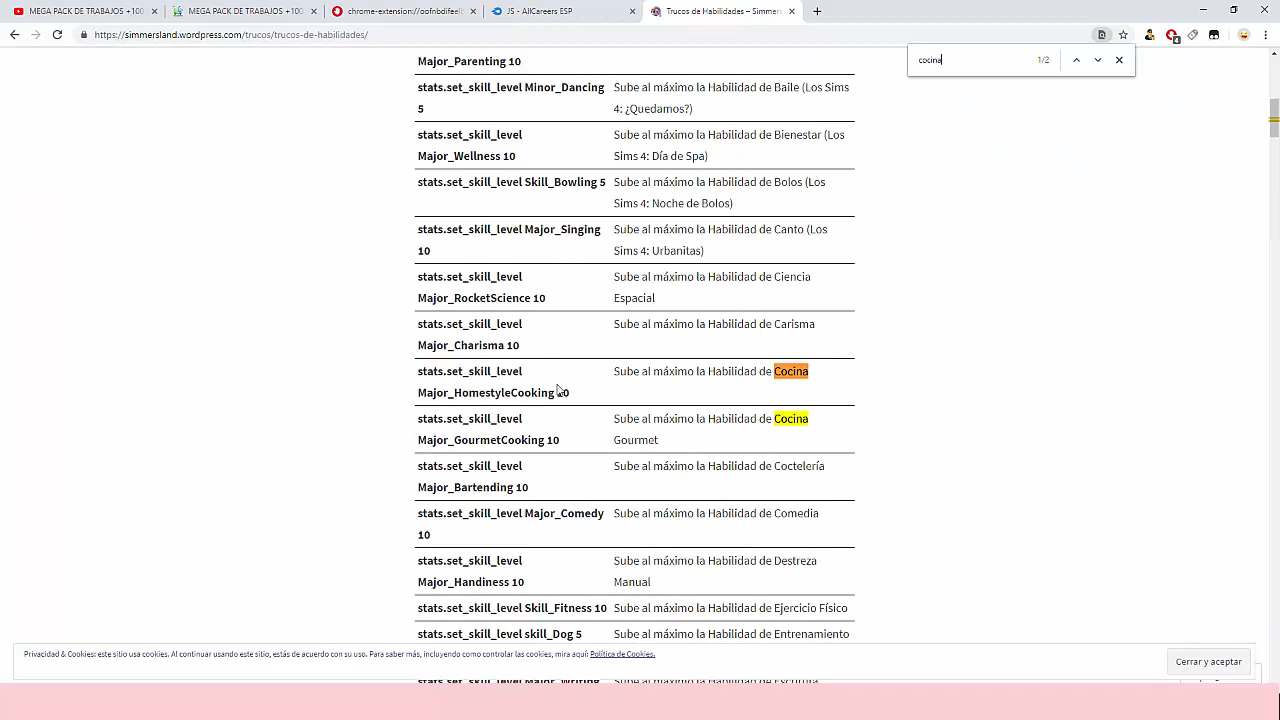 MEGA PACK DE TRABAJOS +100
MEGA PACK DE TRABAJOS +100
chrome-extension://oofnbdifeel
JS - AllCareers ESP
Trucos de Habilidades – Simmers
https://simmersland.wordpress.com/trucos/trucos-de-habilidades/
cocina
1/2
Major_Parenting 10
stats.set_skill_level Minor_Dancing
5
Sube al máximo la Habilidad de Baile (Los
Sims
4: ¿Quedamos?)
stats.set_skill_level
Major_Wellness 10
Sube al máximo la Habilidad de Bienestar (Los
Sims 4: Día de Spa)
stats.set_skill_level Skill_Bowling 5
Sube al máximo la Habilidad de Bolos (Los
Sims 4: Noche de Bolos)
stats.set_skill_level Major_Singing
10
Sube al máximo la Habilidad de Canto (Los
Sims 4: Urbanitas)
stats.set_skill_level
Major_RocketScience 10
Sube al máximo la Habilidad de Ciencia
Espacial
stats.set_skill_level
Major_Charisma 10
Sube al máximo la Habilidad de Carisma
stats.set_skill_level
Major_HomestyleCooking 10
Sube al máximo la Habilidad de Cocina
stats.set_skill_level
Major_GourmetCooking 10
Sube al máximo la Habilidad de Cocina
Gourmet
stats.set_skill_level
Major_Bartending 10
Sube al máximo la Habilidad de Coctelería
stats.set_skill_level Major_Comedy
10
Sube al máximo la Habilidad de Comedia
stats.set_skill_level
Major_Handiness 10
Sube al máximo la Habilidad de Destreza
Manual
stats.set_skill_level Skill_Fitness 10
Sube al máximo la Habilidad de Ejercicio Físico
stats.set_skill_level skill_Dog 5
Sube al máximo la Habilidad de Entrenamiento
Privacidad & Cookies: este sitio usa cookies. Al continuar usando este sitio, estás de acuerdo con su uso. Para saber más, incluyendo como controlar las cookies, mira aquí: Política de Cookies.
Cerrar y aceptar